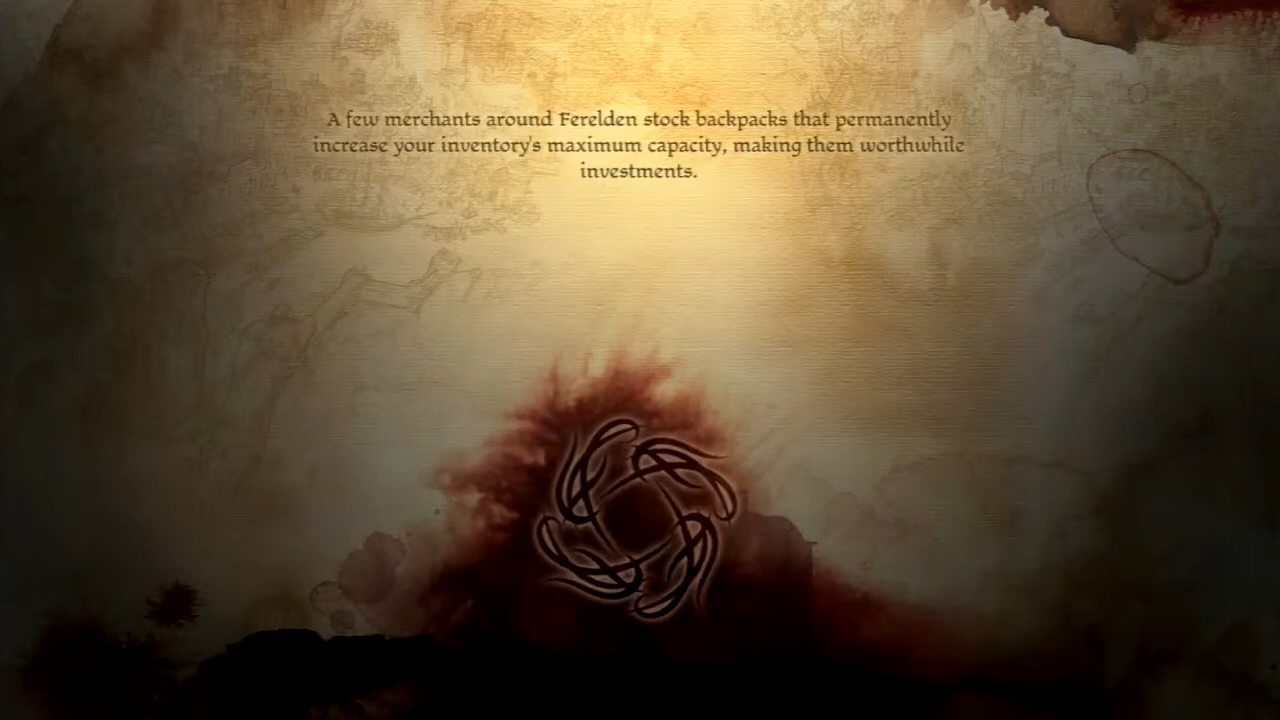 A few merchants around Ferelden stock backpacks that permanently
increase your inventory's maximum capacity, making them worthwhile
investments.